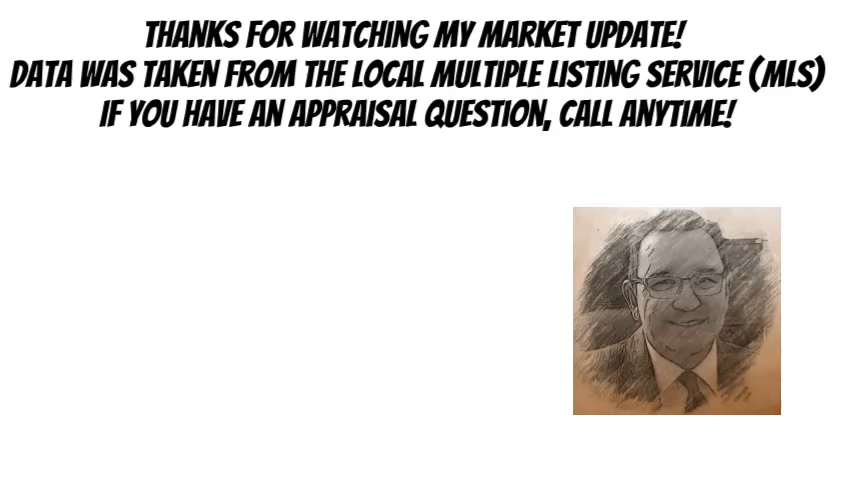 THANKS FOR WATCHING MY MARKET UPDATE!
DATA WAS TAKEN FROM THE LOCAL MULTIPLE LISTING SERVICE (MLS)
IF YOU HAVE AN APPRAISAL QUESTION, CALL ANYTIME!